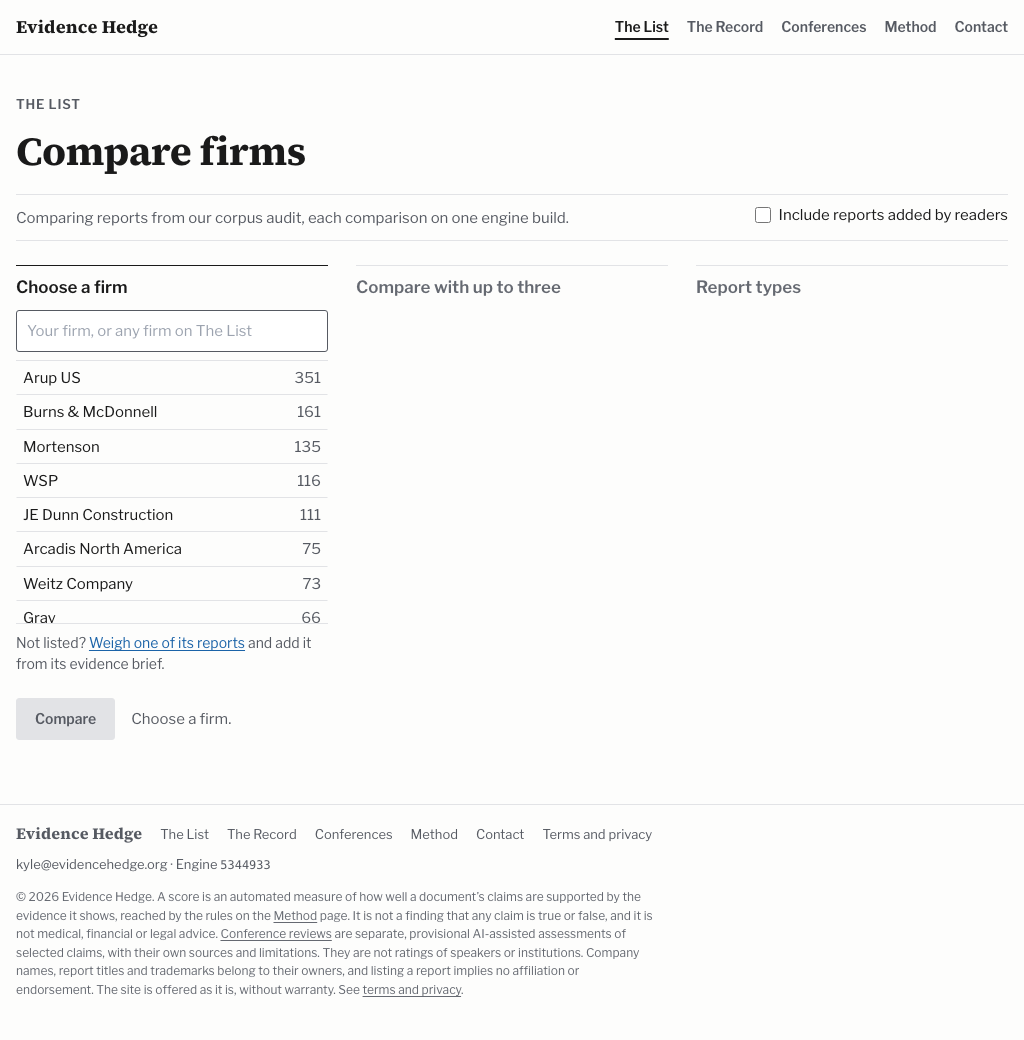 Evidence Hedge
The List
The Record
Conferences
Method
Contact
THE LIST
Compare firms
Comparing reports from our corpus audit, each comparison on one engine build.
Include reports added by readers
Choose a firm
Your firm, or any firm on The List
Arup US 351
Burns & McDonnell 161
Mortenson 135
WSP 116
JE Dunn Construction 111
Arcadis North America 75
Weitz Company 73
Gray 66
Not listed? Weigh one of its reports and add it
from its evidence brief.
Compare with up to three
Report types
Compare
Choose a firm.
Evidence Hedge The List The Record Conferences Method Contact Terms and privacy
kyle@evidencehedge.org · Engine 5344933
© 2026 Evidence Hedge. A score is an automated measure of how well a document’s claims are supported by the
evidence it shows, reached by the rules on the Method page. It is not a finding that any claim is true or false, and it is
not medical, financial or legal advice. Conference reviews are separate, provisional AI-assisted assessments of
selected claims, with their own sources and limitations. They are not ratings of speakers or institutions. Company
names, report titles and trademarks belong to their owners, and listing a report implies no affiliation or
endorsement. The site is offered as it is, without warranty. See terms and privacy.